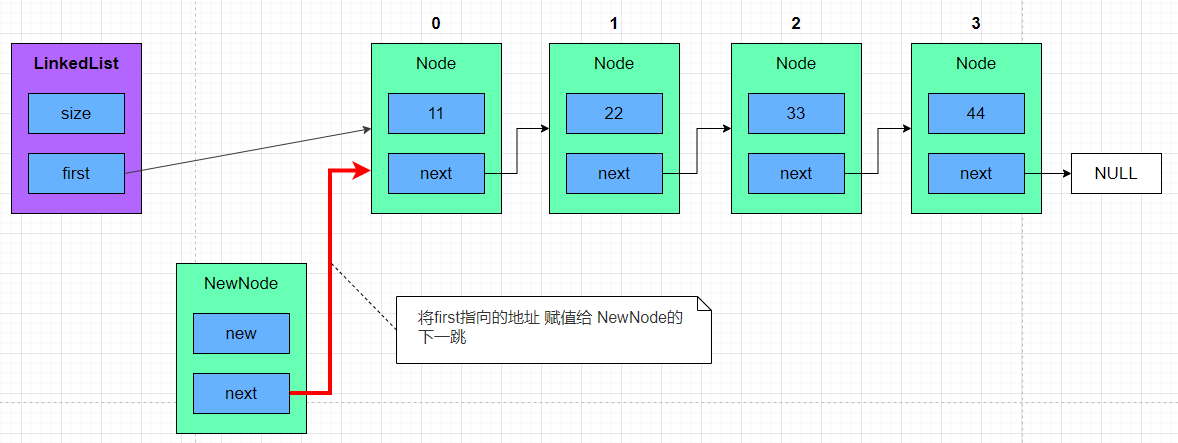 0 1 2 3
LinkedList Node Node Node Node
size 11 22 33 44
first next next next next NULL
NewNode
new
将first指向的地址 赋值给 NewNode的
下一跳
next